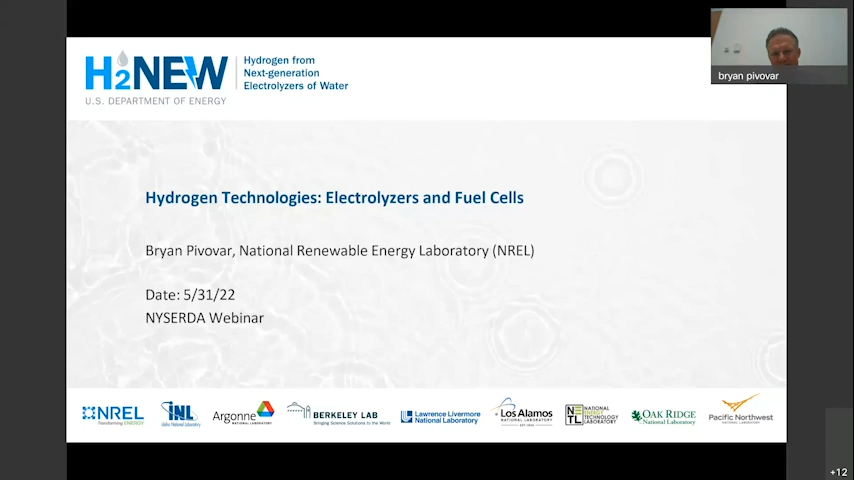 H2NEW
U.S. DEPARTMENT OF ENERGY
Hydrogen from
Next-generation
Electrolyzers of Water
bryan pivovar
Hydrogen Technologies: Electrolyzers and Fuel Cells
Bryan Pivovar, National Renewable Energy Laboratory (NREL)
Date: 5/31/22
NYSERDA Webinar
NREL
Transforming ENERGY
INL
Idaho National Laboratory
Argonne
NATIONAL LABORATORY
BERKELEY LAB
Bringing Science Solutions to the World
Lawrence Livermore
National Laboratory
Los Alamos
NATIONAL LABORATORY
EST. 1943
NETL
NATIONAL
ENERGY
TECHNOLOGY
LABORATORY
OAK RIDGE
National Laboratory
Pacific Northwest
NATIONAL LABORATORY
+12